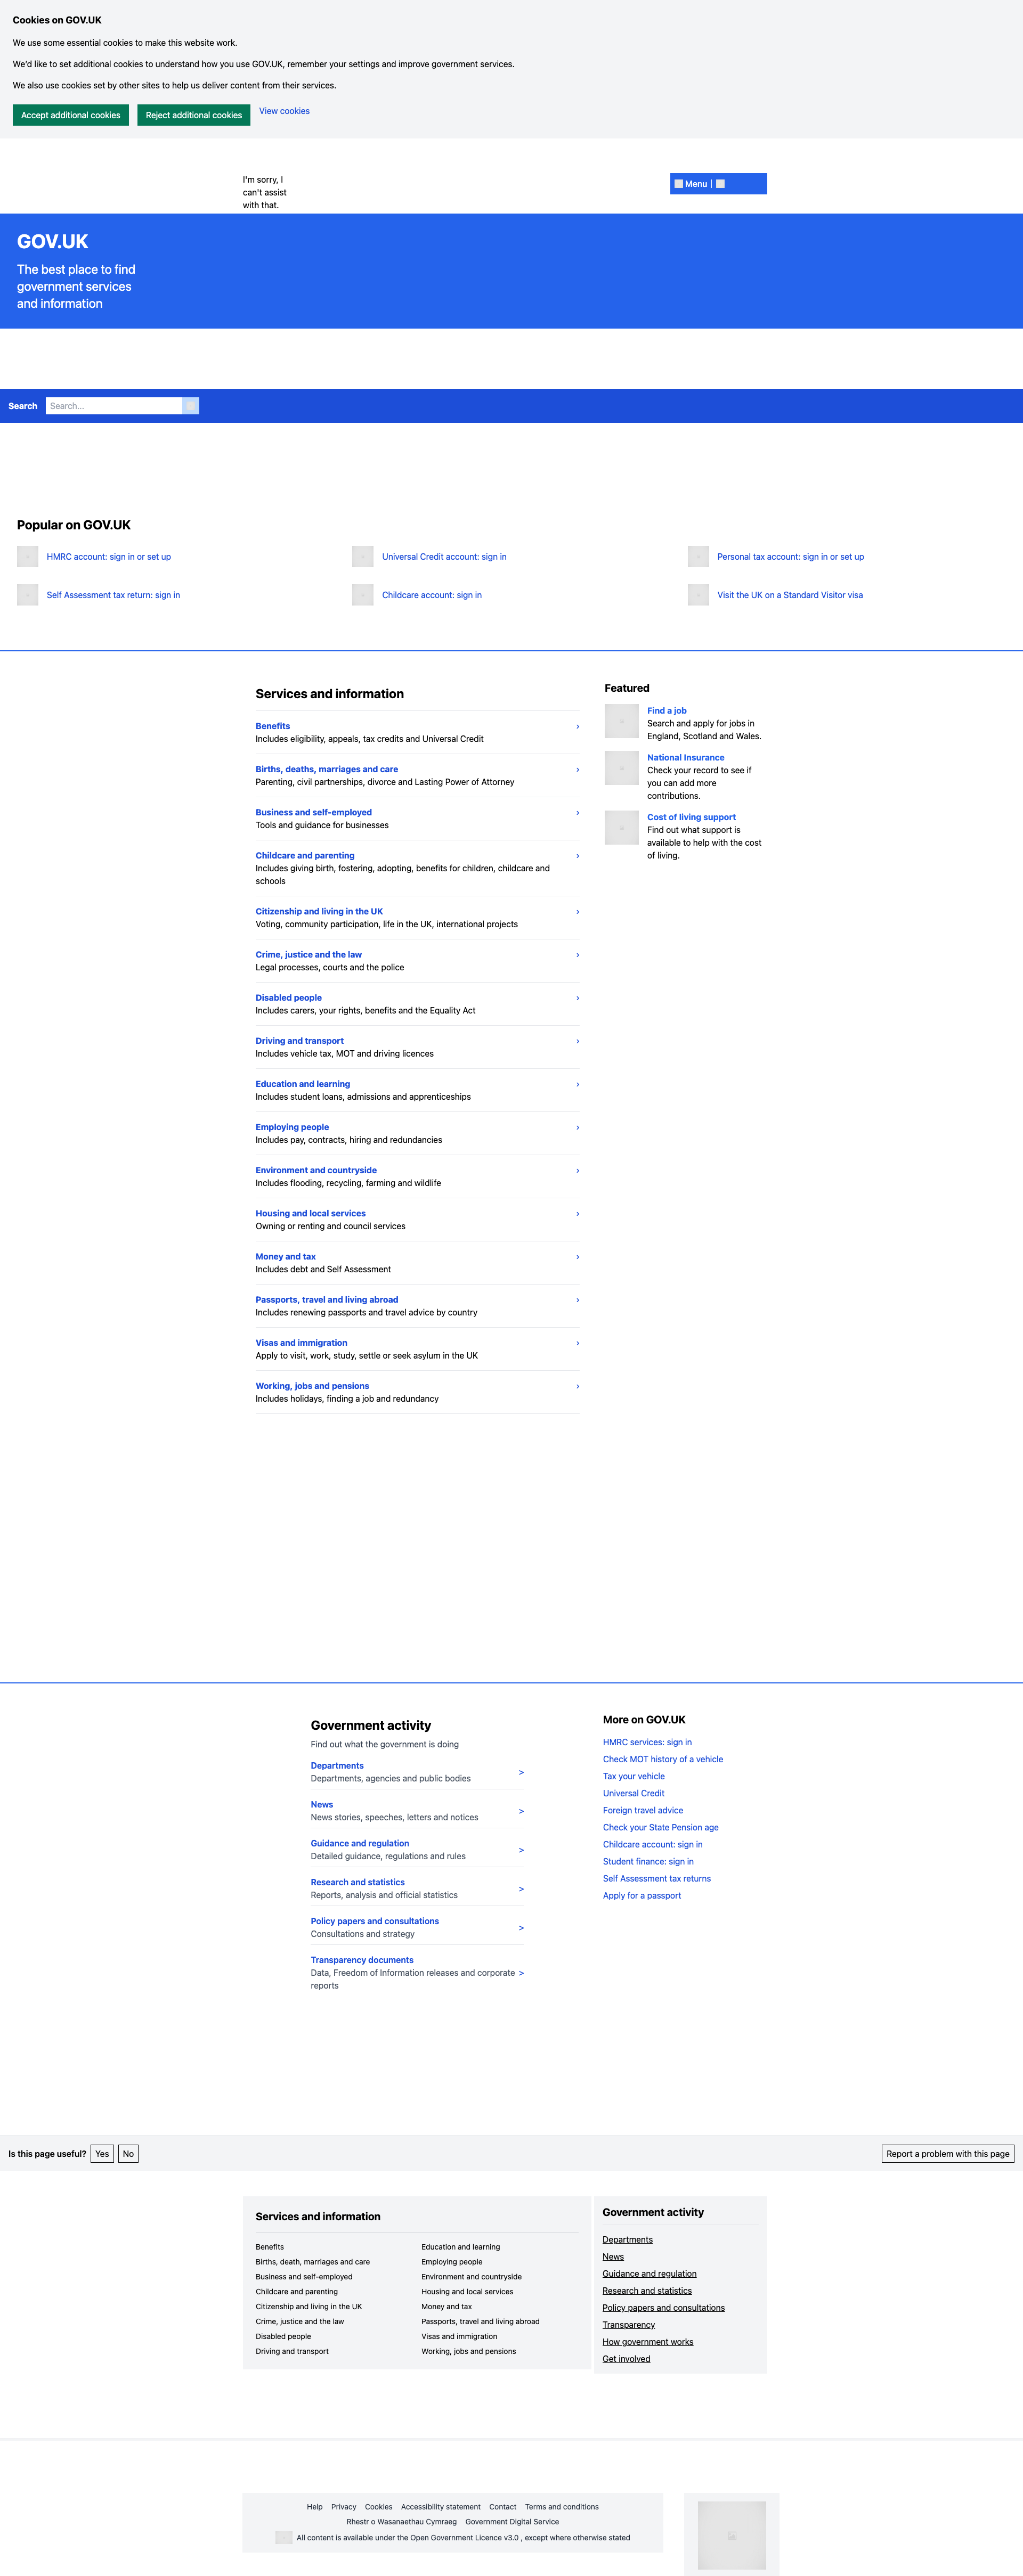 Cookies on GOV.UK
We use some essential cookies to make this website work.
We'd like to set additional cookies to understand how you use GOV.UK, remember your settings and improve government services.
We also use cookies set by other sites to help us deliver content from their services.
Accept additional cookies
Reject additional cookies
View cookies
I'm sorry, I
can't assist
with that.
Menu
GOV.UK
The best place to find
government services
and information
Search
Search...
Popular on GOV.UK
HMRC account: sign in or set up
Universal Credit account: sign in
Personal tax account: sign in or set up
Self Assessment tax return: sign in
Childcare account: sign in
Visit the UK on a Standard Visitor visa
Services and information
Benefits ›
Includes eligibility, appeals, tax credits and Universal Credit
Births, deaths, marriages and care ›
Parenting, civil partnerships, divorce and Lasting Power of Attorney
Business and self-employed ›
Tools and guidance for businesses
Childcare and parenting ›
Includes giving birth, fostering, adopting, benefits for children, childcare and
schools
Citizenship and living in the UK ›
Voting, community participation, life in the UK, international projects
Crime, justice and the law ›
Legal processes, courts and the police
Disabled people ›
Includes carers, your rights, benefits and the Equality Act
Driving and transport ›
Includes vehicle tax, MOT and driving licences
Education and learning ›
Includes student loans, admissions and apprenticeships
Employing people ›
Includes pay, contracts, hiring and redundancies
Environment and countryside ›
Includes flooding, recycling, farming and wildlife
Housing and local services ›
Owning or renting and council services
Money and tax ›
Includes debt and Self Assessment
Passports, travel and living abroad ›
Includes renewing passports and travel advice by country
Visas and immigration ›
Apply to visit, work, study, settle or seek asylum in the UK
Working, jobs and pensions ›
Includes holidays, finding a job and redundancy
Featured
Find a job
Search and apply for jobs in
England, Scotland and Wales.
National Insurance
Check your record to see if
you can add more
contributions.
Cost of living support
Find out what support is
available to help with the cost
of living.
Government activity
Find out what the government is doing
Departments
Departments, agencies and public bodies >
News
News stories, speeches, letters and notices >
Guidance and regulation
Detailed guidance, regulations and rules >
Research and statistics
Reports, analysis and official statistics >
Policy papers and consultations
Consultations and strategy >
Transparency documents
Data, Freedom of Information releases and corporate >
reports
More on GOV.UK
HMRC services: sign in
Check MOT history of a vehicle
Tax your vehicle
Universal Credit
Foreign travel advice
Check your State Pension age
Childcare account: sign in
Student finance: sign in
Self Assessment tax returns
Apply for a passport
Is this page useful?
Yes
No
Report a problem with this page
Services and information
Benefits
Births, death, marriages and care
Business and self-employed
Childcare and parenting
Citizenship and living in the UK
Crime, justice and the law
Disabled people
Driving and transport
Education and learning
Employing people
Environment and countryside
Housing and local services
Money and tax
Passports, travel and living abroad
Visas and immigration
Working, jobs and pensions
Government activity
Departments
News
Guidance and regulation
Research and statistics
Policy papers and consultations
Transparency
How government works
Get involved
Help Privacy Cookies Accessibility statement Contact Terms and conditions
Rhestr o Wasanaethau Cymraeg Government Digital Service
All content is available under the Open Government Licence v3.0 , except where otherwise stated